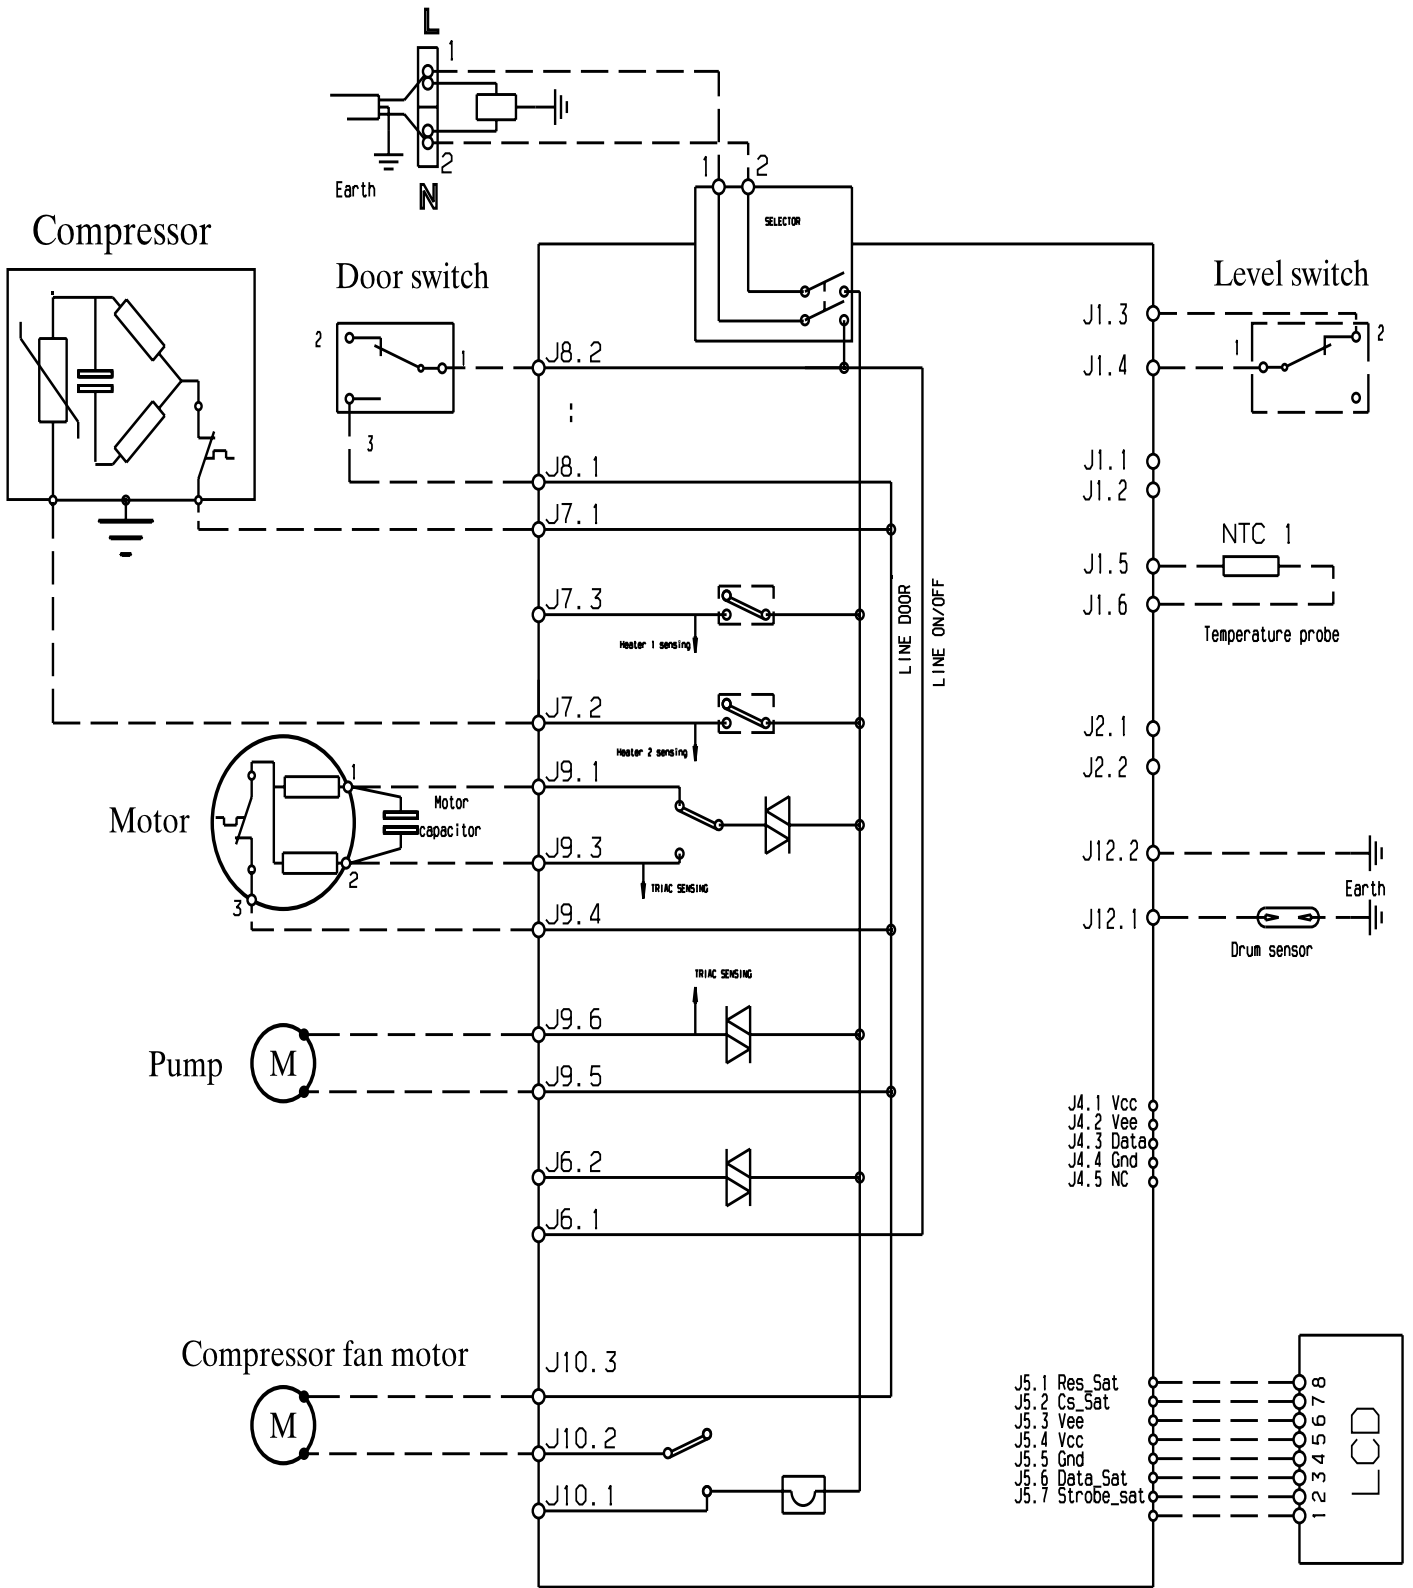 L
1
2
Earth
N
1
2
SELECTOR
Compressor
Door switch
Level switch
2
1
3
J8.2
J8.1
J7.1
J7.3
Heater 1 sensing
J7.2
Heater 2 sensing
LINE DOOR
LINE ON/OFF
J1.3
J1.4
1
2
J1.1
J1.2
NTC 1
J1.5
J1.6
Temperature probe
J2.1
J2.2
Motor
1
2
3
Motor
capacitor
J9.1
J9.3
TRIAC SENSING
J9.4
J12.2
Earth
J12.1
Drum sensor
TRIAC SENSING
J9.6
Pump
M
J9.5
J6.2
J6.1
J4.1 Vcc
J4.2 Vee
J4.3 Data
J4.4 Gnd
J4.5 NC
Compressor fan motor
M
J10.3
J10.2
J10.1
J5.1 Res_Sat
J5.2 Cs_Sat
J5.3 Vee
J5.4 Vcc
J5.5 Gnd
J5.6 Data_Sat
J5.7 Strobe_sat
8
7
6
5
4
3
2
1
LCD